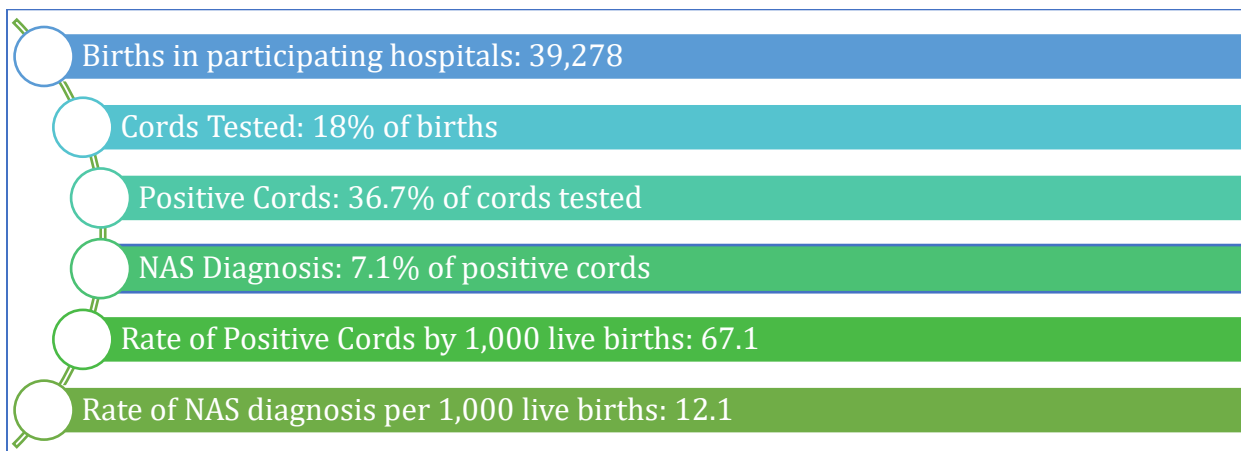 Births in participating hospitals: 39,278
Cords Tested: 18% of births
Positive Cords: 36.7% of cords tested
NAS Diagnosis: 7.1% of positive cords
Rate of Positive Cords by 1,000 live births: 67.1
Rate of NAS diagnosis per 1,000 live births: 12.1